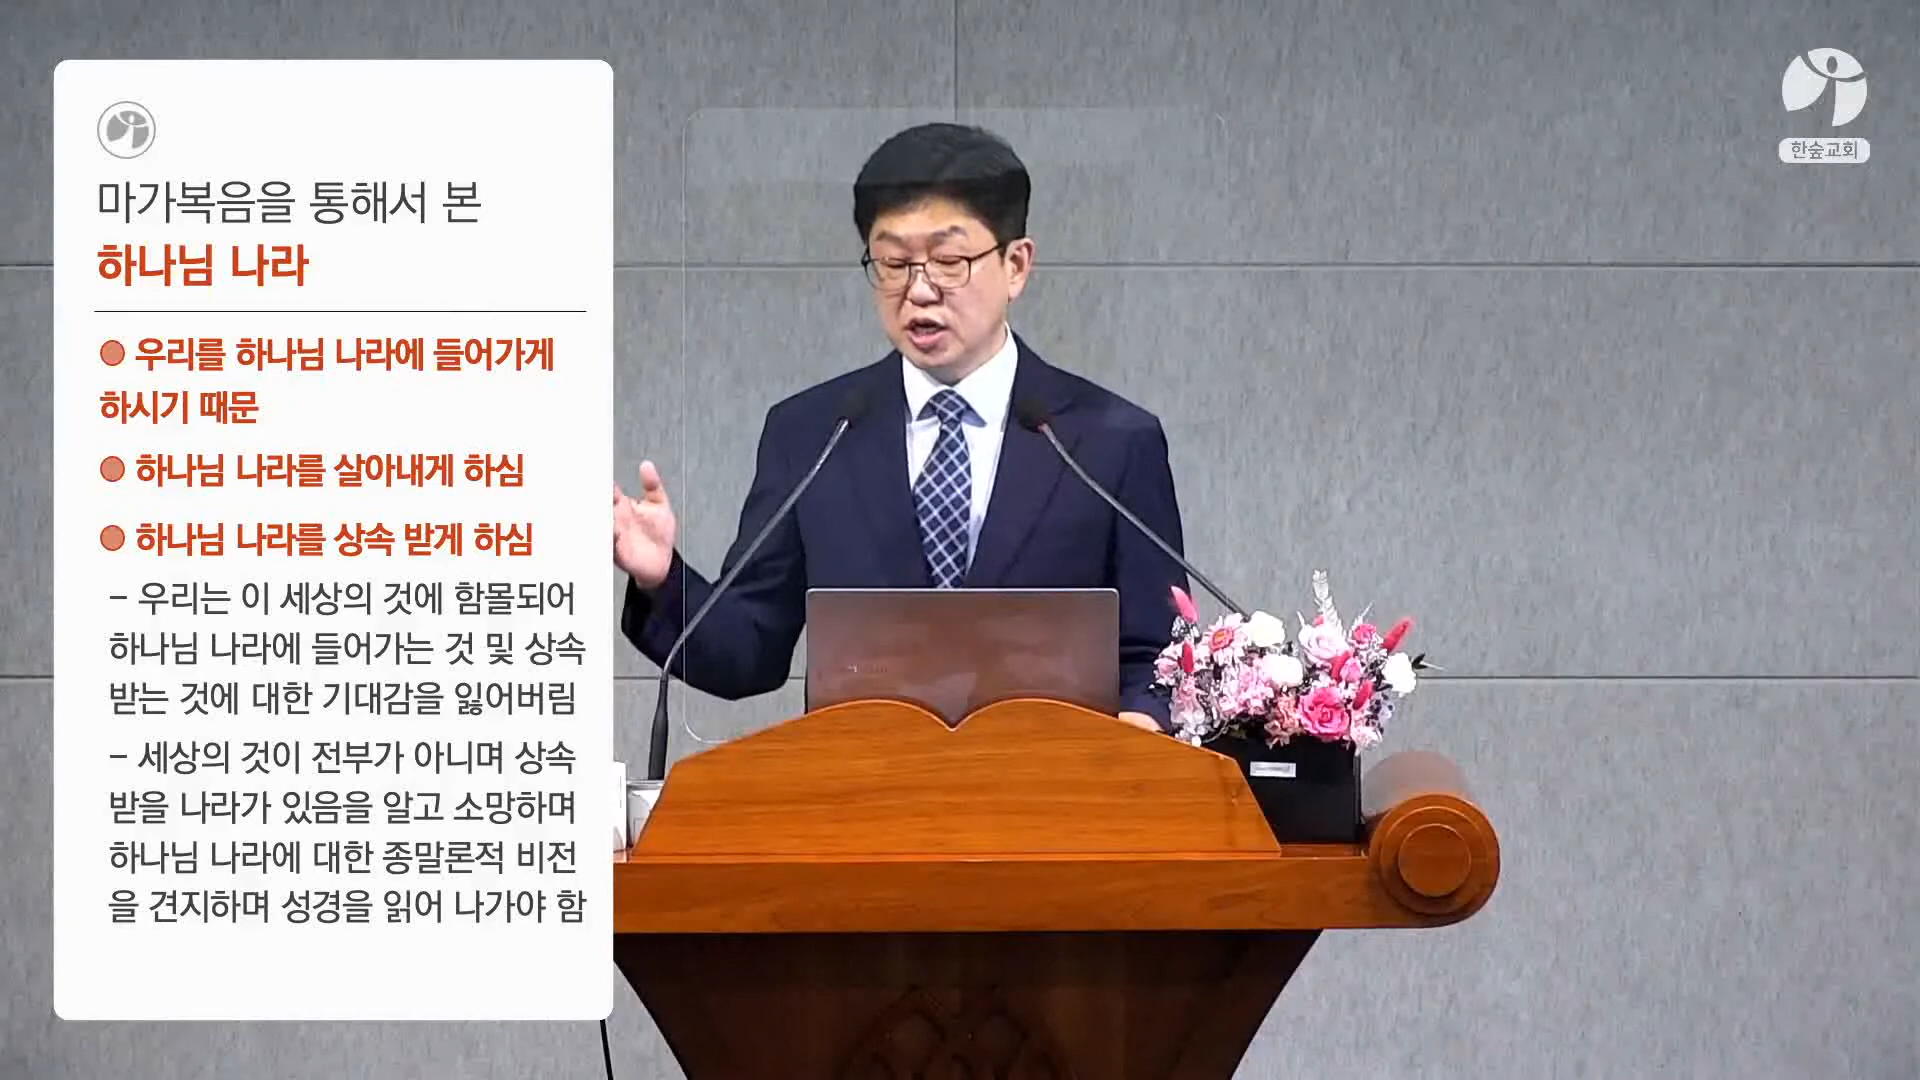 마가복음을 통해서 본
하나님 나라
우리를 하나님 나라에 들어가게
하시기 때문
하나님 나라를 살아내게 하심
하나님 나라를 상속 받게 하심
- 우리는 이 세상의 것에 함몰되어
하나님 나라에 들어가는 것 및 상속
받는 것에 대한 기대감을 잃어버림
- 세상의 것이 전부가 아니며 상속
받을 나라가 있음을 알고 소망하며
하나님 나라에 대한 종말론적 비전
을 견지하며 성경을 읽어 나가야 함
한숲교회